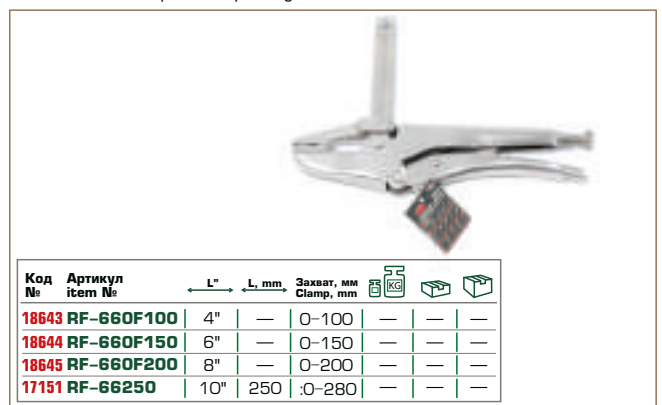 Код Артикул L" L, mm Захват, мм KG
№ item № Clamp, mm
18643 RF-660F100 4" — 0-100 — — —
18644 RF-660F150 6" — 0-150 — — —
18645 RF-660F200 8" — 0-200 — — —
17151 RF-66250 10" 250 :0-280 — — —